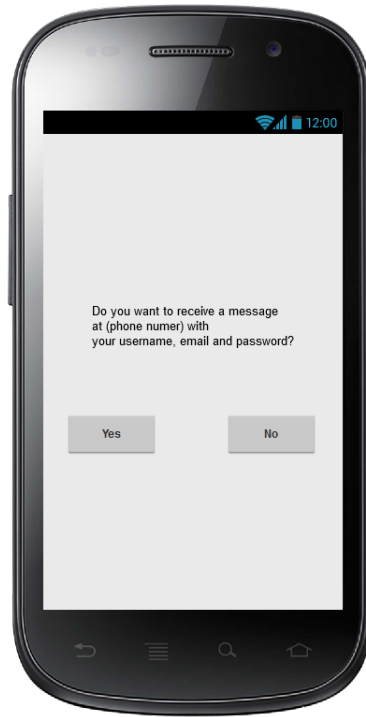 12:00
Do you want to receive a message
at (phone numer) with
your username, email and password?
Yes
No